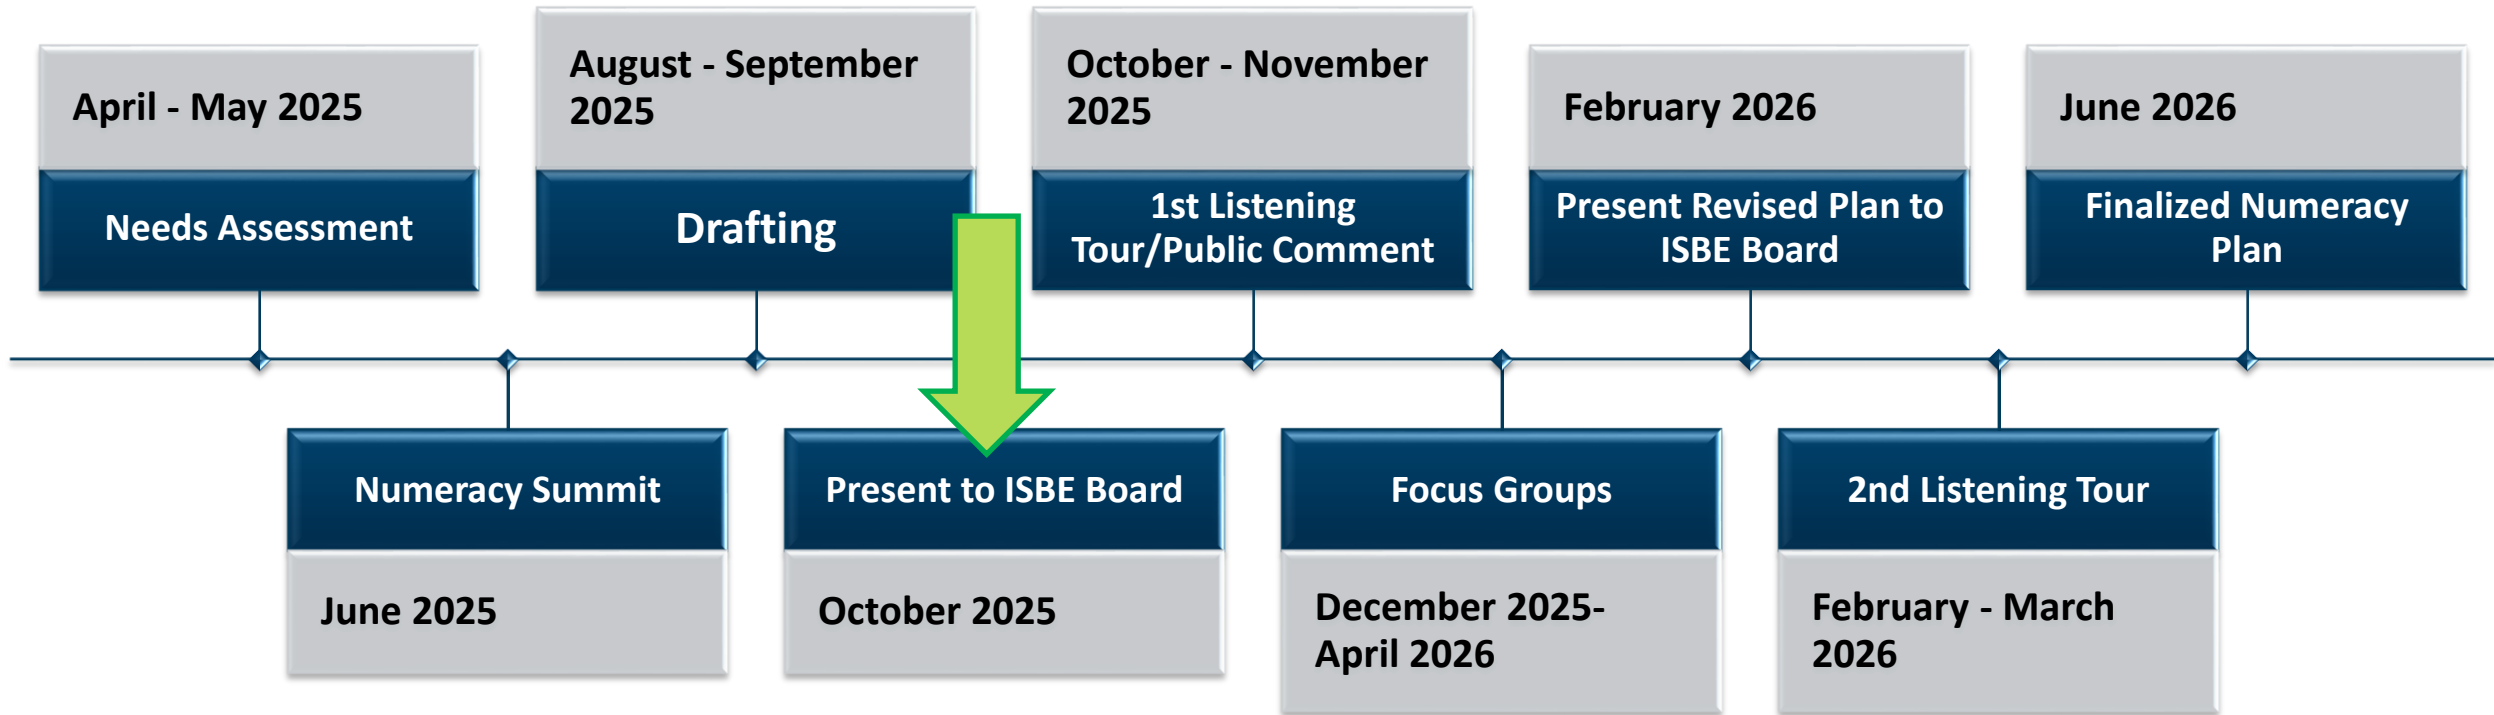 April - May 2025
Needs Assessment
Numeracy Summit
June 2025
August - September
2025
Drafting
Present to ISBE Board
October 2025
October - November
2025
1st Listening
Tour/Public Comment
Focus Groups
December 2025-
April 2026
February 2026
Present Revised Plan to
ISBE Board
2nd Listening Tour
February - March
2026
June 2026
Finalized Numeracy
Plan